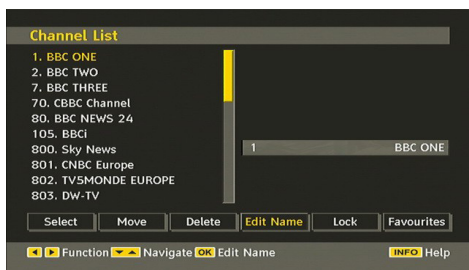 Channel List
1. BBC ONE
2. BBC TWO
7. BBC THREE
70. CBBC Channel
80. BBC NEWS 24
105. BBCi
800. Sky News
801. CNBC Europe
802. TV5MONDE EUROPE
803. DW-TV
1 BBC ONE
Select Move Delete Edit Name Lock Favourites
Function Navigate OK Edit Name INFO Help